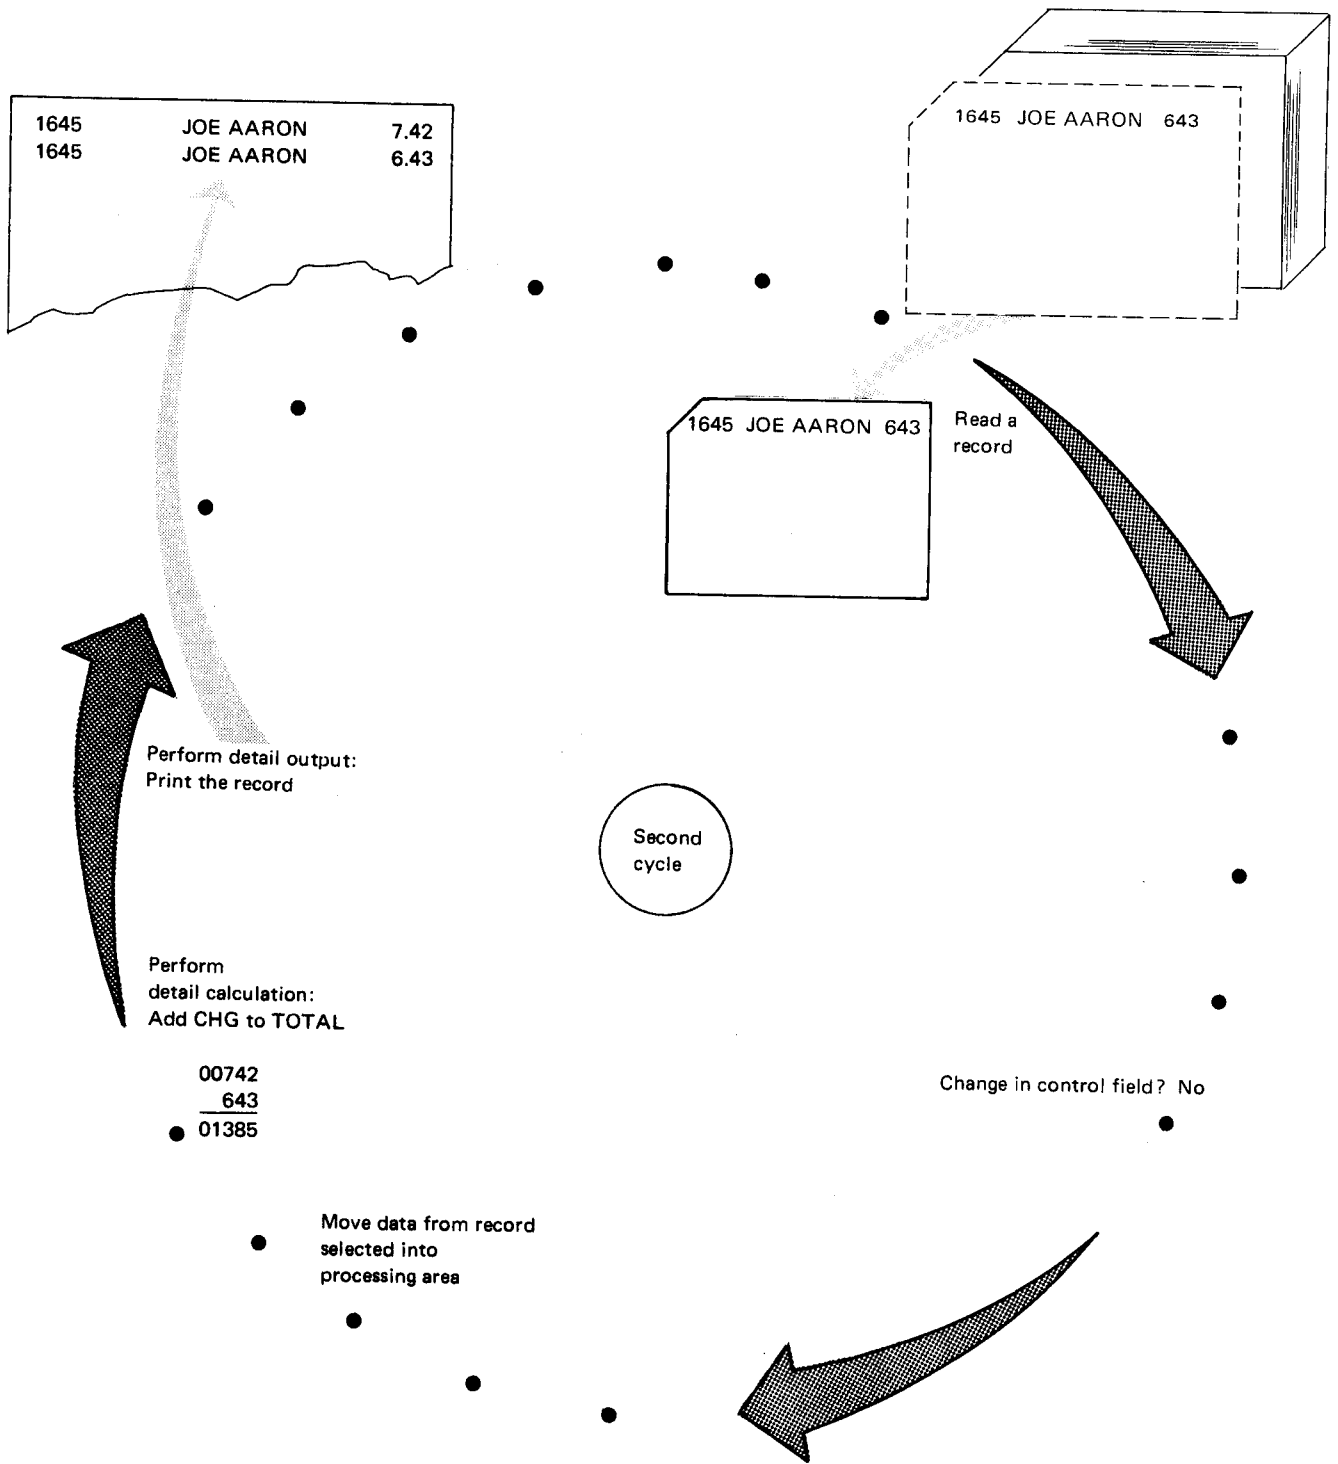 1645 JOE AARON 7.42
1645 JOE AARON 6.43
1645 JOE AARON 643
1645 JOE AARON 643
Read a
record
Change in control field? No
Move data from record
selected into
processing area
Perform
detail calculation:
Add CHG to TOTAL
00742
643
01385
Perform detail output:
Print the record
Second
cycle